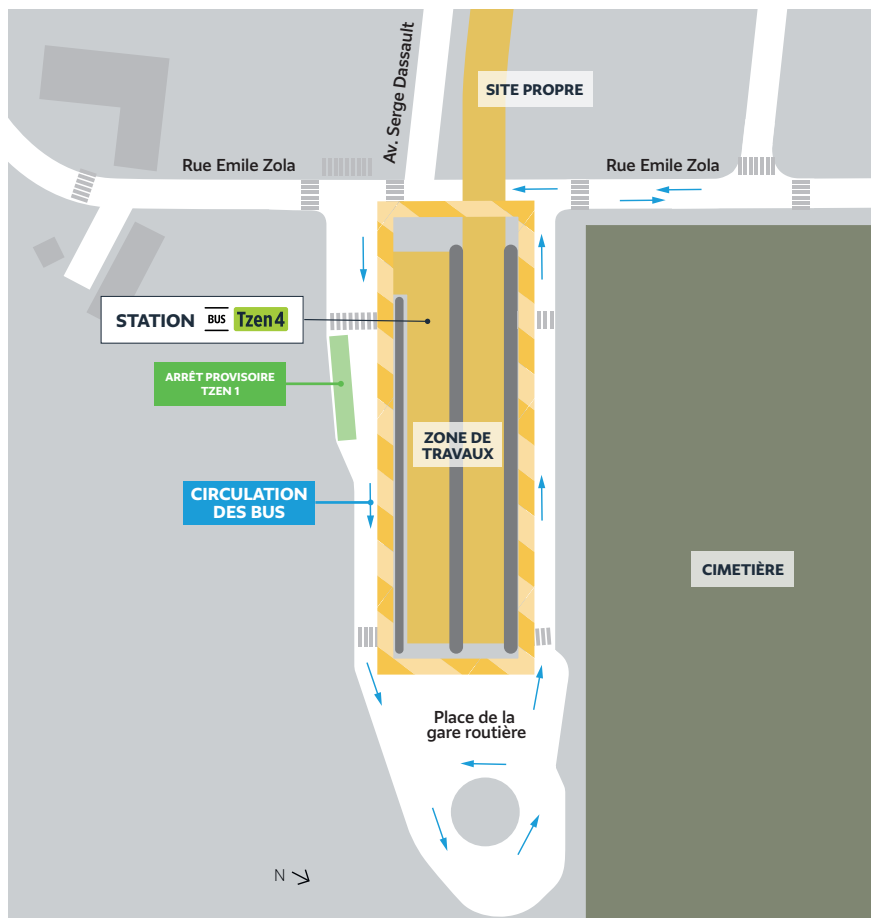 Av. Serge Dassault
SITE PROPRE
Rue Emile Zola
Rue Emile Zola
STATION BUS Tzen 4
ARRÊT PROVISOIRE
TZEN 1
ZONE DE
TRAVAUX
CIRCULATION
DES BUS
CIMETIÈRE
Place de la
gare routière
N